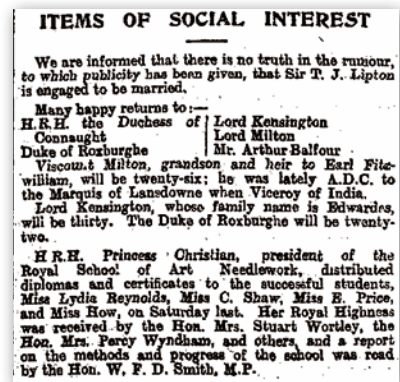 ITEMS OF SOCIAL INTEREST
We are informed that there is no truth in the rumour,
to which publicity has been given, that Sir T. J. Lipton
is engaged to be married.
Many happy returns to:—
H.R.H. the Duchess of
Connaught
Duke of Roxburghe
Lord Kensington
Lord Milton
Mr. Arthur Balfour
Viscount Milton, grandson and heir to Earl Fitz-
william, will be twenty-six; he was lately A.D.C. to
the Marquis of Lansdowne when Viceroy of India.
Lord Kensington, whose family name is Edwardes,
will be thirty. The Duke of Roxburghe will be twenty-
two.
H R.H. Princess Christian, president of the
Royal School of Art Needlework, distributed
diplomas and certificates to the successful students,
Miss Lydia Reynolds, Miss C. Shaw, Miss E. Price,
and Miss How, on Saturday last. Her Royal Highness
was received by the Hon. Mrs. Stuart Wortley, the
Hon. Mrs. Percy Wyndham, and others, and a report
on the methods and progress of the school was read
by the Hon. W. F. D. Smith, M.P.